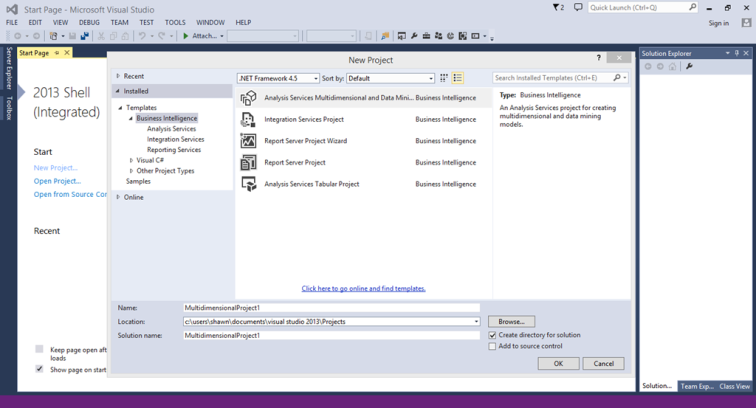 Start Page - Microsoft Visual Studio
2
Quick Launch (Ctrl+Q)
FILE EDIT VIEW DEBUG TEAM TEST TOOLS WINDOW HELP
Sign in
Attach...
Server Explorer
Toolbox
Start Page
2013 Shell
(Integrated)
Start
New Project...
Open Project...
Open from Source Cor
Recent
Keep page open aft
loads
Show page on start
New Project
?
Recent
Installed
Templates
Business Intelligence
Analysis Services
Integration Services
Reporting Services
Visual C#
Other Project Types
Samples
Online
.NET Framework 4.5 Sort by: Default
Search Installed Templates (Ctrl+E)
Analysis Services Multidimensional and Data Mini... Business Intelligence
Integration Services Project Business Intelligence
Report Server Project Wizard Business Intelligence
Report Server Project Business Intelligence
Analysis Services Tabular Project Business Intelligence
Click here to go online and find templates.
Type: Business Intelligence
An Analysis Services project for creating
multidimensional and data mining
models.
Name: MultidimensionalProject1
Location: c:\users\shawn\documents\visual studio 2013\Projects
Browse...
Solution name: MultidimensionalProject1
Create directory for solution
Add to source control
OK Cancel
Solution Explorer
Solution... Team Exp... Class View